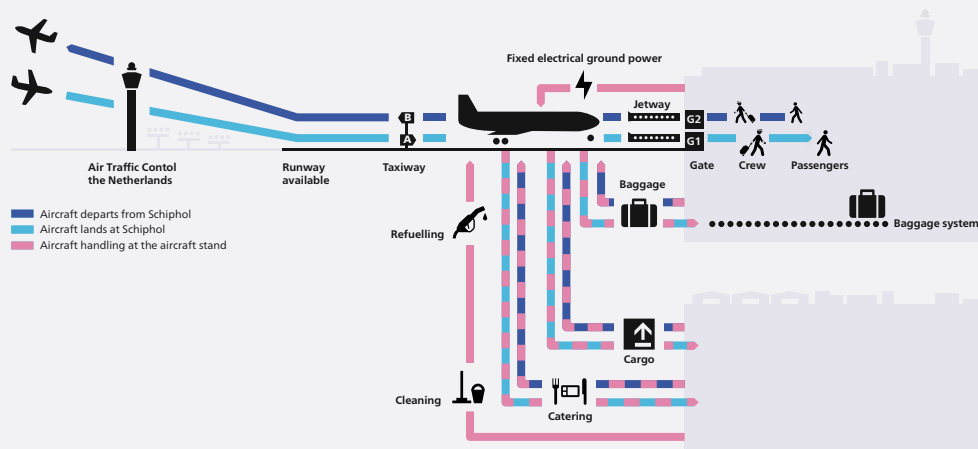 Fixed electrical ground power
Jetway
B
A
G2
G1
Air Traffic Contol
the Netherlands
Runway
available
Taxiway
Gate
Crew
Passengers
Baggage
Aircraft departs from Schiphol
Aircraft lands at Schiphol
Aircraft handling at the aircraft stand
Refuelling
Baggage system
Cargo
Cleaning
Catering